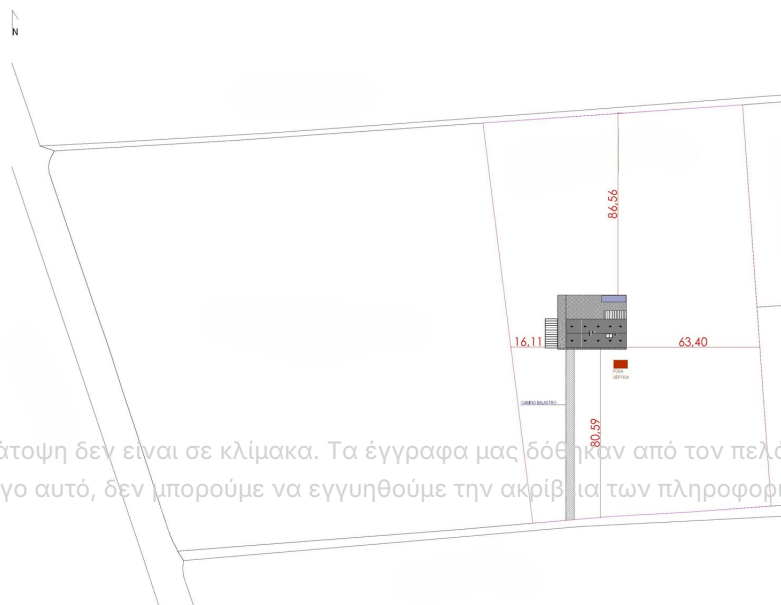 N
86,56
16,11
63,40
FOSA
SEPTICA
CAMINO BALASTRO
80,59
άτοψη δεν είναι σε κλίμακα. Τα έγγραφα μας δόθηκαν από τον πελά
γο αυτό, δεν μπορούμε να εγγυηθούμε την ακρίβεια των πληροφορι